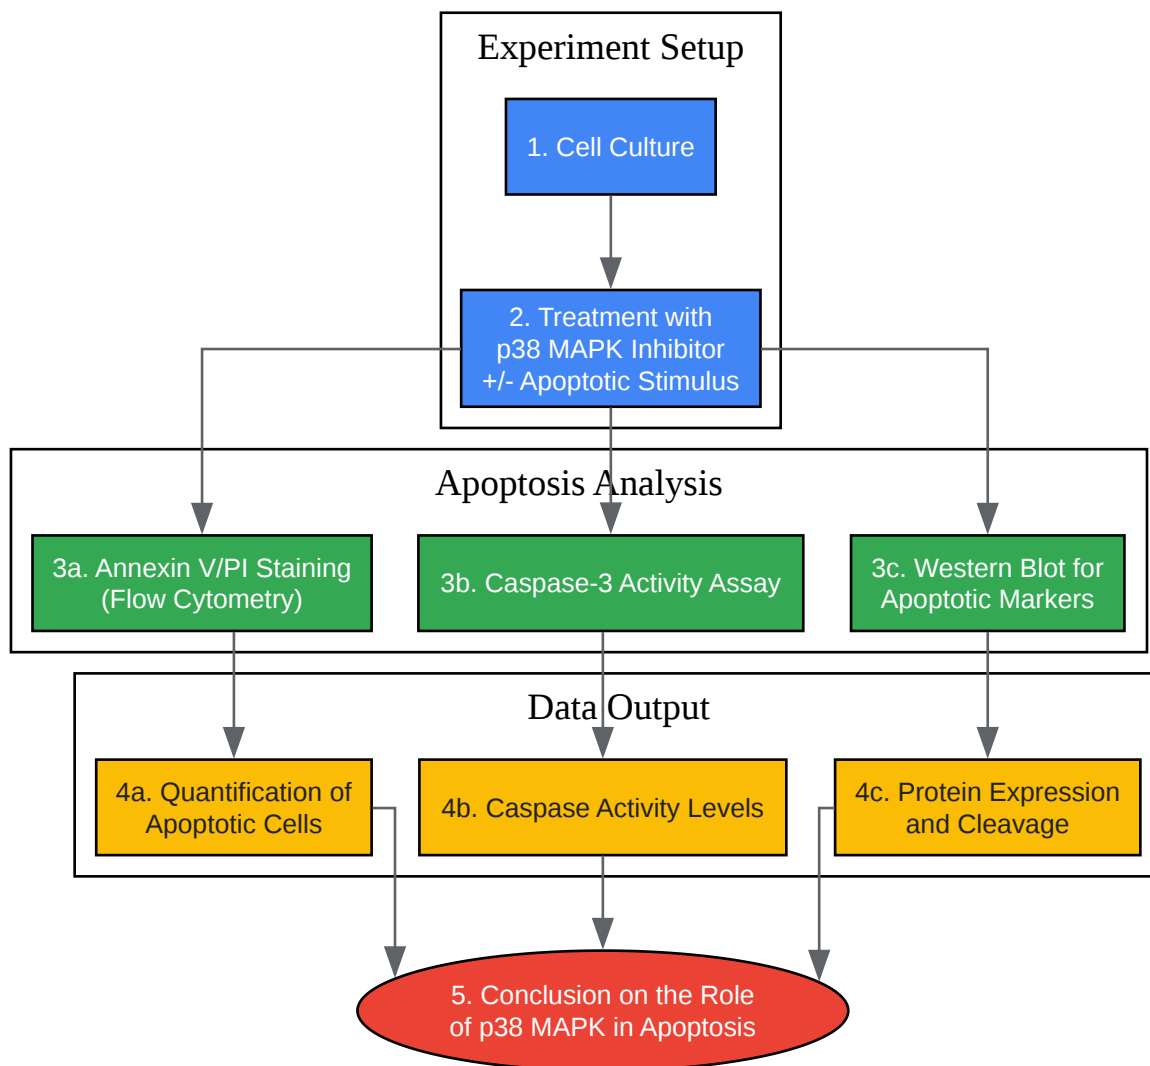 Experiment Setup
1. Cell Culture
2. Treatment with
p38 MAPK Inhibitor
+/- Apoptotic Stimulus
Apoptosis Analysis
3a. Annexin V/PI Staining
(Flow Cytometry)
3b. Caspase-3 Activity Assay
3c. Western Blot for
Apoptotic Markers
Data Output
4a. Quantification of
Apoptotic Cells
4b. Caspase Activity Levels
4c. Protein Expression
and Cleavage
5. Conclusion on the Role
of p38 MAPK in Apoptosis